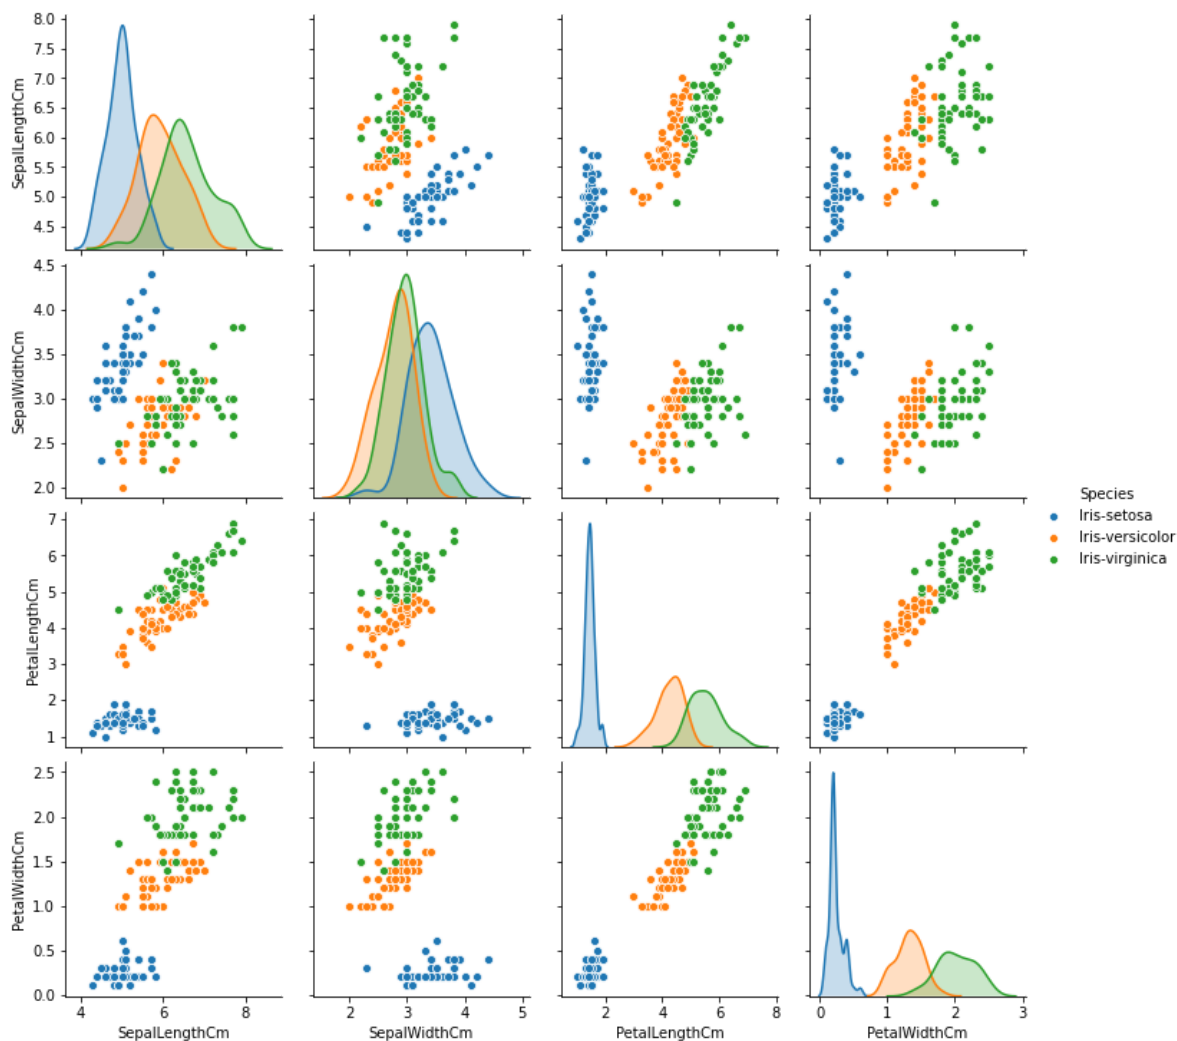 8.0
7.5
7.0
6.5
6.0
5.5
5.0
4.5
SepalLengthCm
4.5
4.0
3.5
3.0
2.5
2.0
SepalWidthCm
Species
Iris-setosa
Iris-versicolor
Iris-virginica
7
6
5
4
3
2
1
PetalLengthCm
2.5
2.0
1.5
1.0
0.5
0.0
PetalWidthCm
4 6 8 2 3 4 5 0 2 4 6 8 0 1 2 3
SepalLengthCm SepalWidthCm PetalLengthCm PetalWidthCm